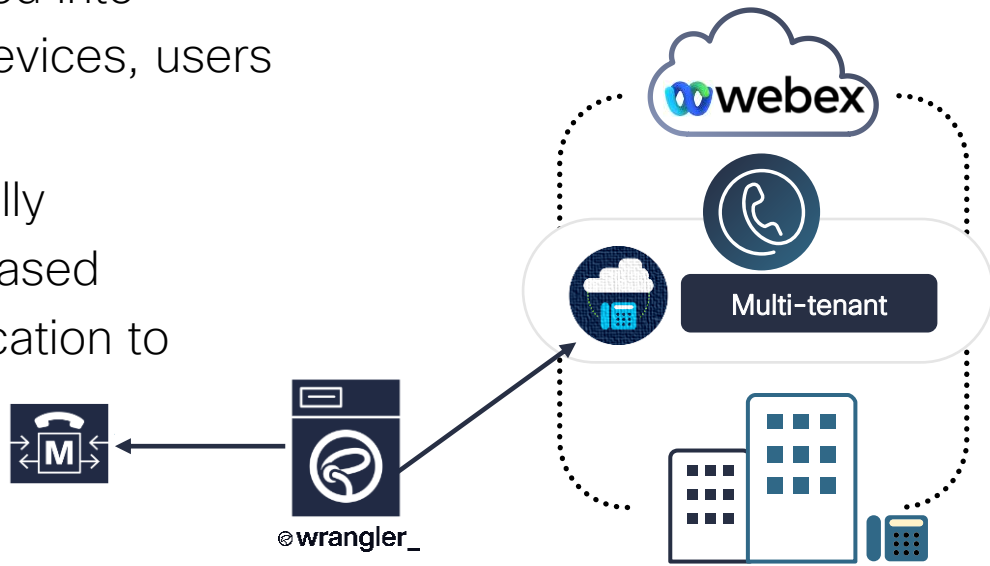 evices, users
lly
ased
cation to
webex
Multi-tenant
M
wrangler_